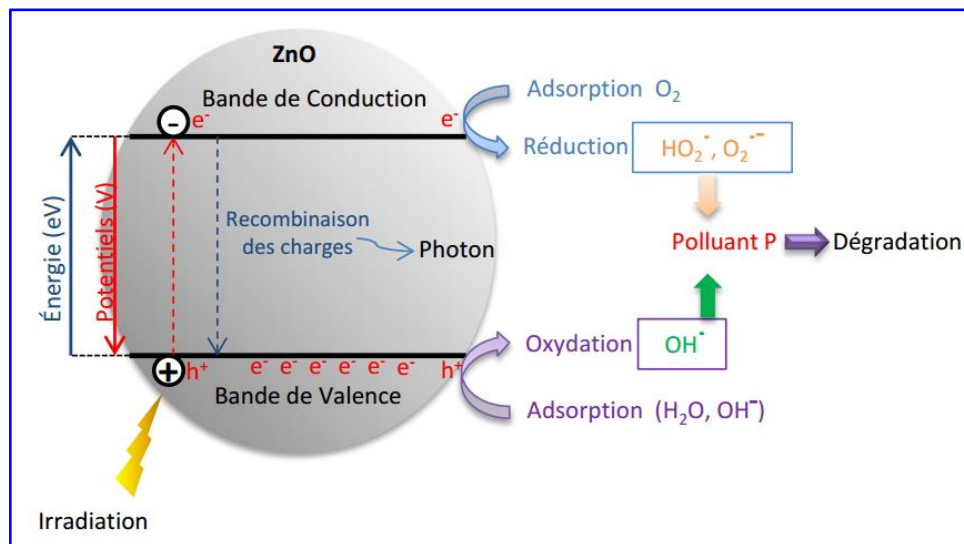 ZnO
Bande de Conduction
-
e⁻
e⁻
Adsorption O₂
Réduction
HO₂˙, O₂˙⁻
Énergie (eV)
Potentiels (V)
Recombinaison
des charges
Photon
Polluant P
Dégradation
Oxydation
OH˙
+
h⁺
e⁻ e⁻ e⁻ e⁻ e⁻ e⁻
h⁺
Bande de Valence
Adsorption (H₂O, OH⁻)
Irradiation